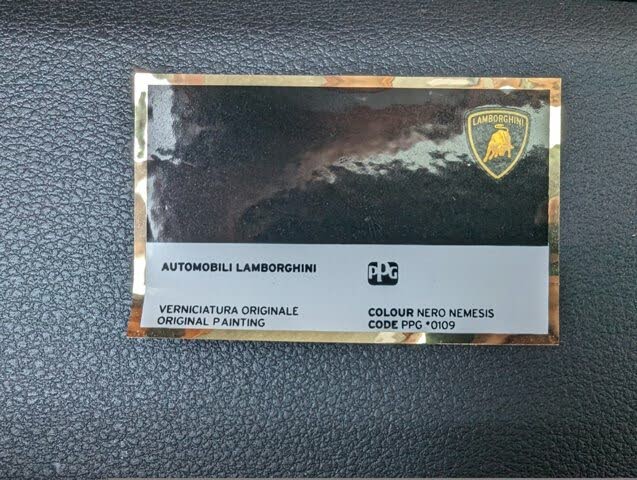 LAMBORGHINI
AUTOMOBILI LAMBORGHINI
PPG
VERNICIATURA ORIGINALE
ORIGINAL PAINTING
COLOUR NERO NEMESIS
CODE PPG *0109